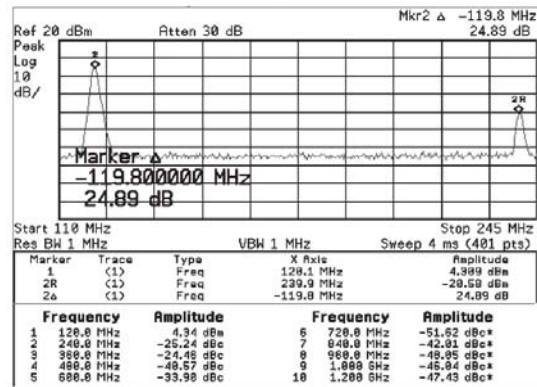 Mkr2 Δ -119.8 MHz
Ref 20 dBm Atten 30 dB 24.89 dB
Peak
Log
10
dB/
2
2R
Marker Δ
-119.800000 MHz
24.89 dB
Start 110 MHz Stop 245 MHz
Res BW 1 MHz VBW 1 MHz Sweep 4 ms (401 pts)
Marker Trace Type X Axis Amplitude
1 (1) Freq 120.1 MHz 4.309 dBm
2R (1) Freq 239.9 MHz -20.58 dBm
2Δ (1) Freq -119.8 MHz 24.89 dB
Frequency Amplitude Frequency Amplitude
1 120.0 MHz 4.34 dBm 6 720.0 MHz -51.62 dBc*
2 240.0 MHz -25.24 dBc 7 840.0 MHz -42.01 dBc*
3 360.0 MHz -24.46 dBc 8 960.0 MHz -48.05 dBc*
4 480.0 MHz -40.57 dBc 9 1.080 GHz -46.04 dBc*
5 600.0 MHz -33.90 dBc 10 1.200 GHz -47.43 dBc*